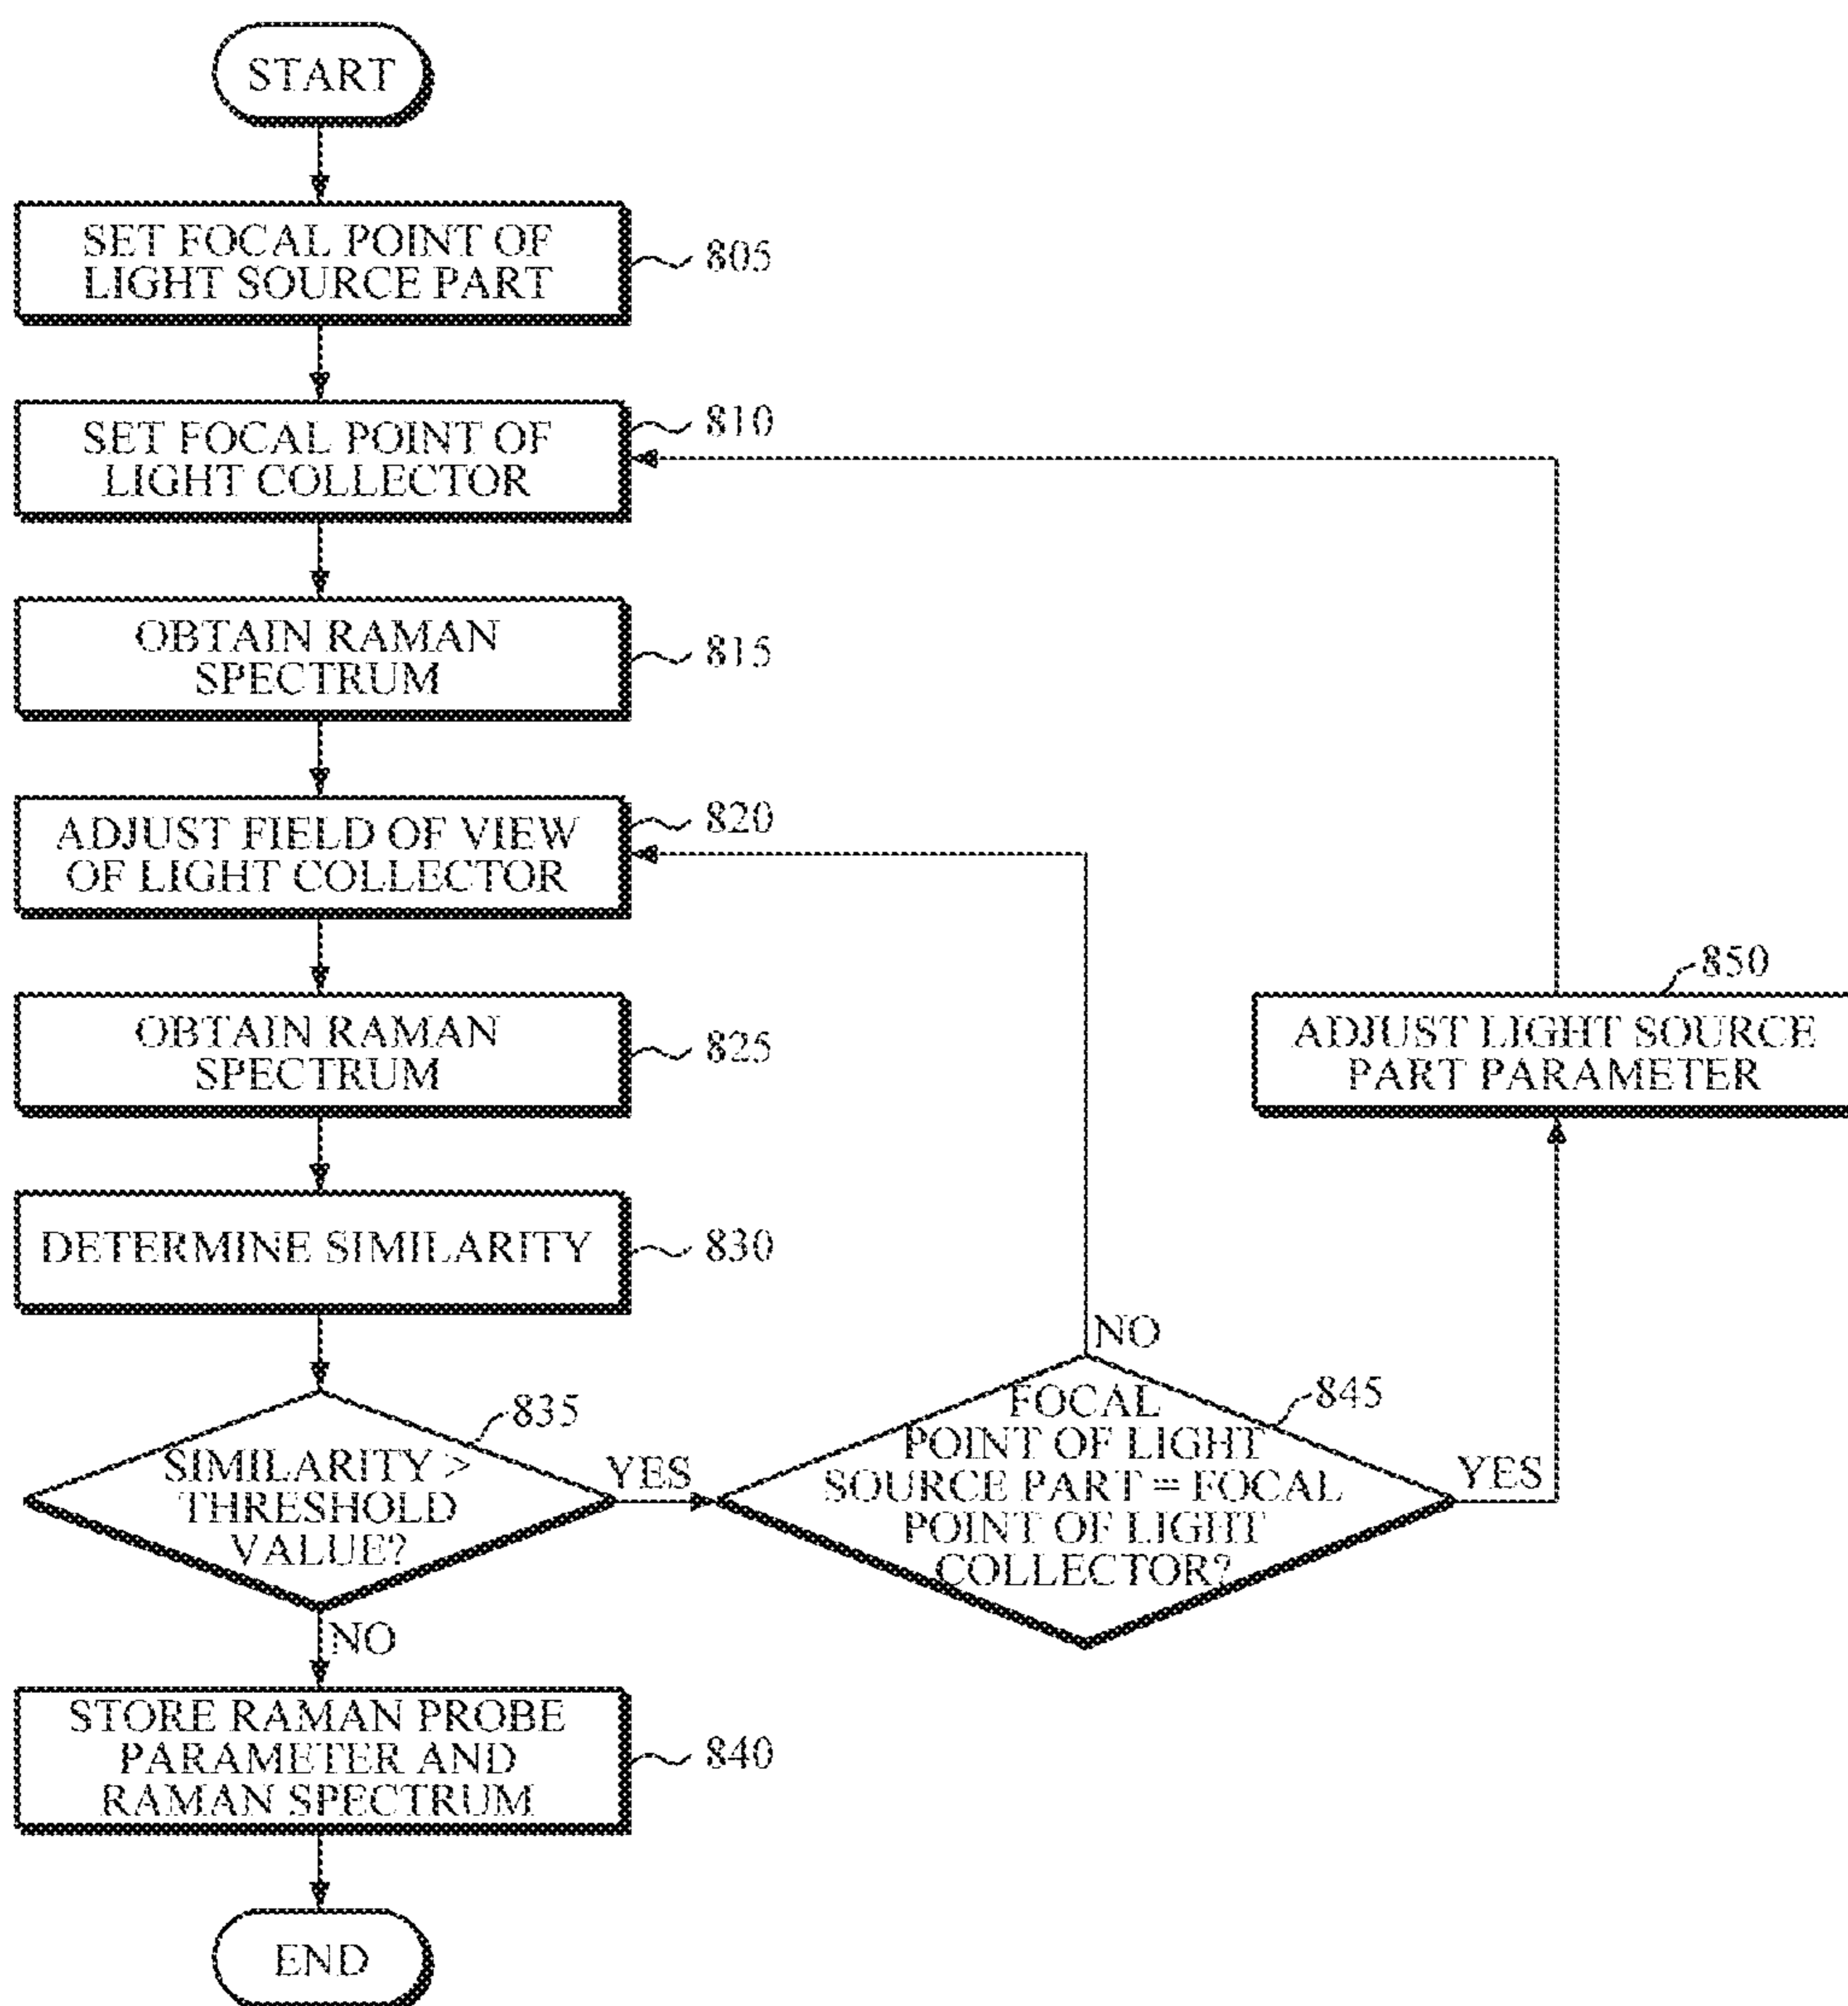 START
SET FOCAL POINT OF
LIGHT SOURCE PART
805
SET FOCAL POINT OF
LIGHT COLLECTOR
810
OBTAIN RAMAN
SPECTRUM
815
ADJUST FIELD OF VIEW
OF LIGHT COLLECTOR
820
OBTAIN RAMAN
SPECTRUM
825
DETERMINE SIMILARITY
830
SIMILARITY >
THRESHOLD
VALUE?
835
YES
NO
STORE RAMAN PROBE
PARAMETER AND
RAMAN SPECTRUM
840
END
FOCAL
POINT OF LIGHT
SOURCE PART = FOCAL
POINT OF LIGHT
COLLECTOR?
845
NO
YES
850
ADJUST LIGHT SOURCE
PART PARAMETER